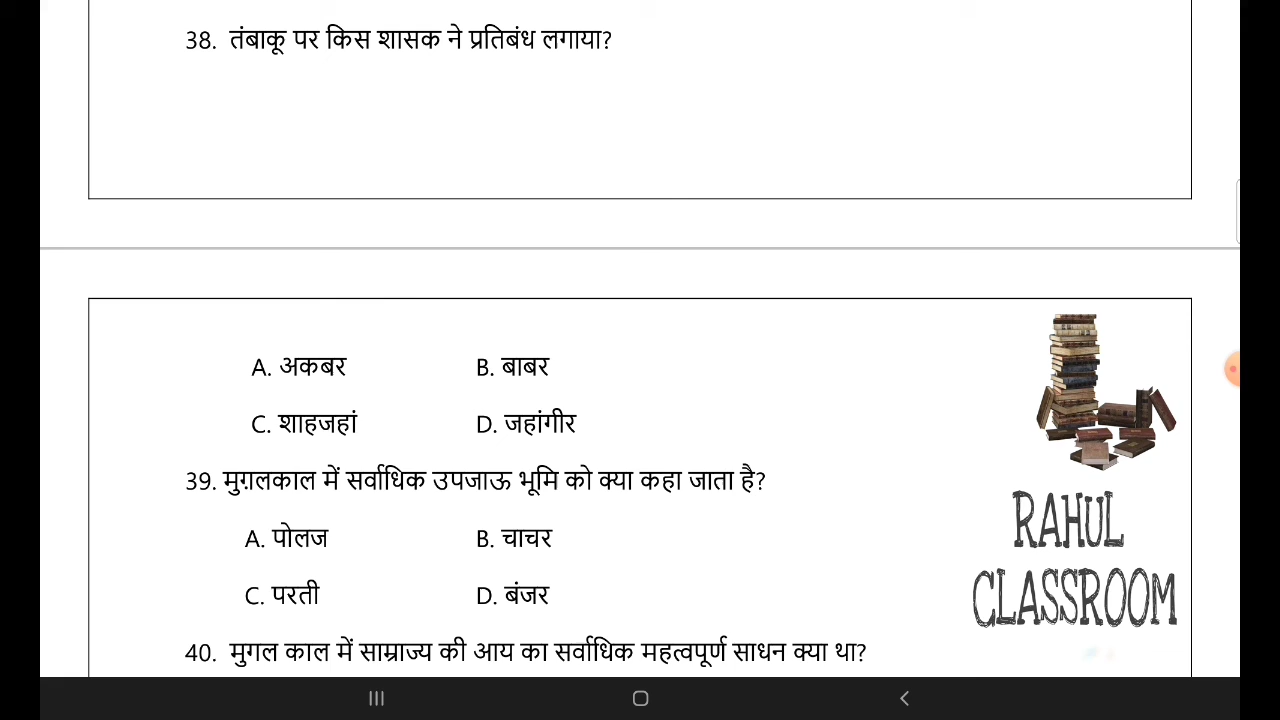 38. तंबाकू पर किस शासक ने प्रतिबंध लगाया?
A. अकबर B. बाबर
C. शाहजहां D. जहांगीर
39. मुग़लकाल में सर्वाधिक उपजाऊ भूमि को क्या कहा जाता है?
A. पोलज B. चाचर
C. परती D. बंजर
40. मुगल काल में साम्राज्य की आय का सर्वाधिक महत्वपूर्ण साधन क्या था?
RAHUL
CLASSROOM